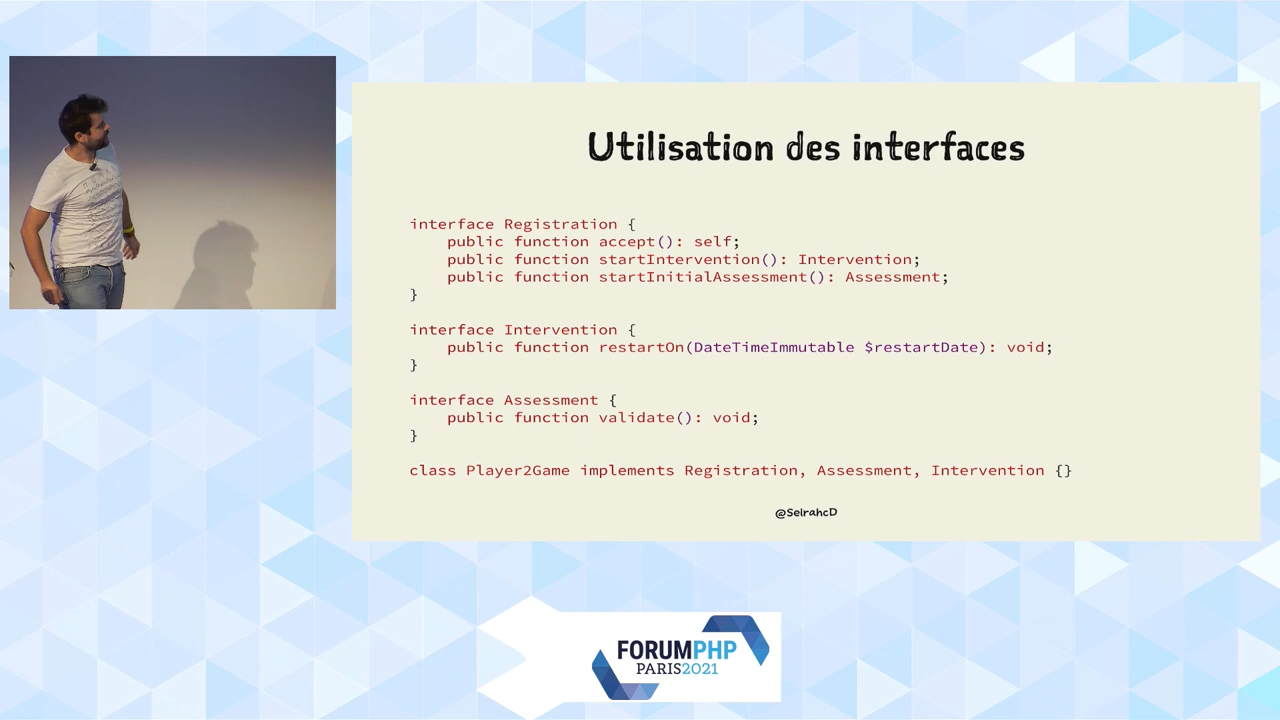 Utilisation des interfaces
interface Registration {
    public function accept(): self;
    public function startIntervention(): Intervention;
    public function startInitialAssessment(): Assessment;
}
interface Intervention {
    public function restartOn(DateTimeImmutable $restartDate): void;
}
interface Assessment {
    public function validate(): void;
}
class Player2Game implements Registration, Assessment, Intervention {}
@SelrahcD
FORUMPHP
PARIS2021